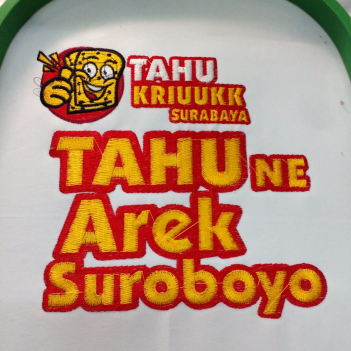 TAHU
KRIUUKK
SURABAYA
TAHU NE
Arek
Suroboyo